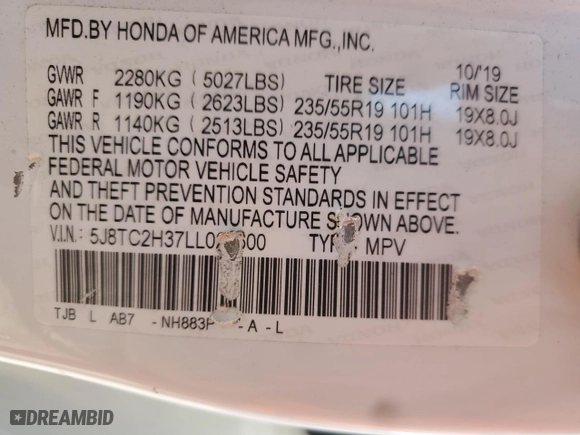 MFD.BY HONDA OF AMERICA MFG.,INC.
10/'19
GVWR 2280KG (5027LBS) TIRE SIZE RIM SIZE
GAWR F 1190KG (2623LBS) 235/55R19 101H 19X8.0J
GAWR R 1140KG (2513LBS) 235/55R19 101H 19X8.0J
THIS VEHICLE CONFORMS TO ALL APPLICABLE
FEDERAL MOTOR VEHICLE SAFETY
AND THEFT PREVENTION STANDARDS IN EFFECT
ON THE DATE OF MANUFACTURE SHOWN ABOVE.
V.I.N.: MPV
TJB L AB7 - A - L
DREAMBID